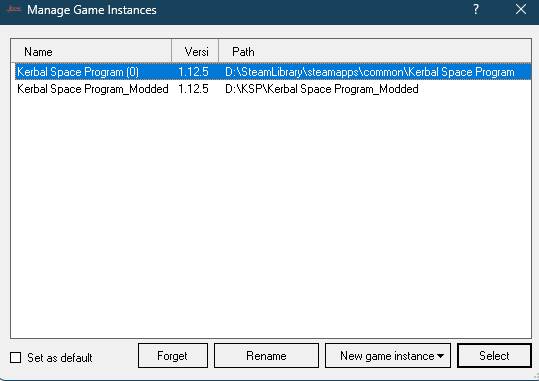 Manage Game Instances ?
Name Versi Path
Kerbal Space Program (0) 1.12.5 D:\SteamLibrary\steamapps\common\Kerbal Space Program
Kerbal Space Program_Modded 1.12.5 D:\KSP\Kerbal Space Program_Modded
Set as default Forget Rename New game instance Select